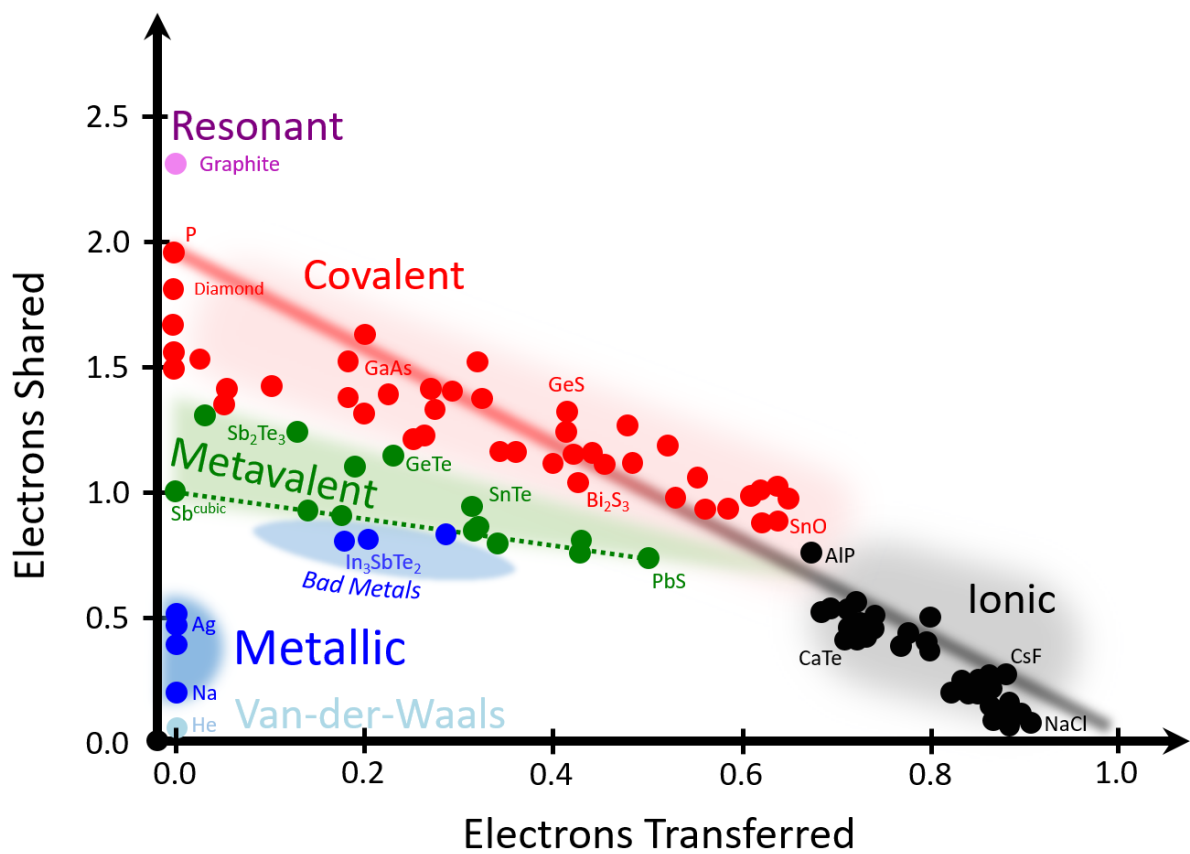 2.5
Resonant
Graphite
2.0
P
Covalent
Diamond
Electrons Shared
1.5
GaAs
GeS
Sb₂Te₃
Metavalent
GeTe
1.0
Sbᶜᵘᵇⁱᶜ
SnTe
Bi₂S₃
SnO
AlP
In₃SbTe₂
Bad Metals
PbS
Ionic
0.5
Ag
Metallic
CaTe
CsF
Na
He
Van-der-Waals
NaCl
0.0
0.0 0.2 0.4 0.6 0.8 1.0
Electrons Transferred